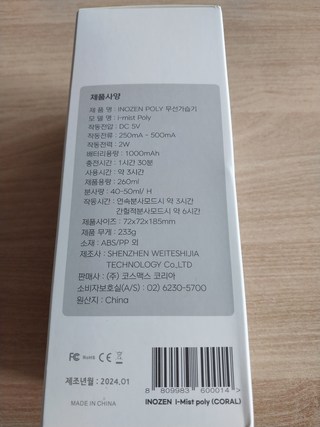 제품사양
제 품 명 : INOZEN POLY 무선가습기
모 델 명 : i-mist Poly
작동전압 : DC 5V
작동전류 : 250mA ~ 500mA
작동전력 : 2W
배터리용량 : 1000mAh
충전시간 : 1시간 30분
사용시간 : 약 3시간
제품용량 : 260ml
분사량 : 40-50ml/ H
작동시간 : 연속분사모드시 약 3시간
간헐적분사모드시 약 6시간
제품사이즈 : 72x72x185mm
제품 무게 : 233g
소재 : ABS/PP 외
제조사 : SHENZHEN WEITESHIJIA
TECHNOLOGY Co.,LTD
판매사 : (주) 코스맥스 코리아
소비자보호실(A/S) : 02) 6230-5700
원산지 : China
FC RoHS CE
제조년월 : 2024.01
MADE IN CHINA
8 809983 600014 >
INOZEN I-Mist poly (CORAL)